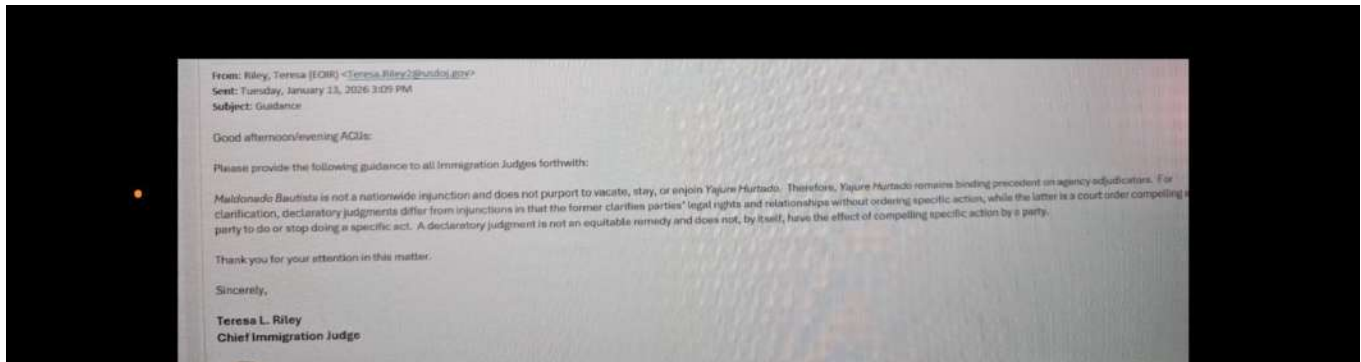 From: Riley, Teresa (EOIR) <Teresa.Riley2@usdoj.gov>
Sent: Tuesday, January 13, 2026 3:09 PM
Subject: Guidance
Good afternoon/evening ACIJs:
Please provide the following guidance to all Immigration Judges forthwith:
Maldonado Bautista is not a nationwide injunction and does not purport to vacate, stay, or enjoin Yajure Hurtado. Therefore, Yajure Hurtado remains binding precedent on agency adjudicators. For
clarification, declaratory judgments differ from injunctions in that the former clarifies parties' legal rights and relationships without ordering specific action, while the latter is a court order compelling a
party to do or stop doing a specific act. A declaratory judgment is not an equitable remedy and does not, by itself, have the effect of compelling specific action by a party.
Thank you for your attention in this matter.
Sincerely,
Teresa L. Riley
Chief Immigration Judge